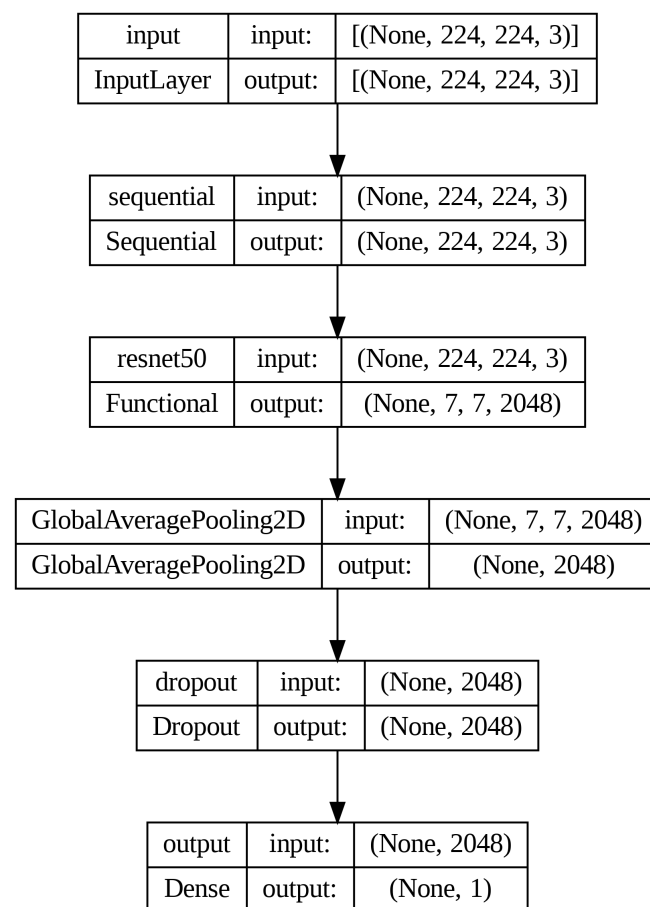 input input: [(None, 224, 224, 3)]
InputLayer output: [(None, 224, 224, 3)]
sequential input: (None, 224, 224, 3)
Sequential output: (None, 224, 224, 3)
resnet50 input: (None, 224, 224, 3)
Functional output: (None, 7, 7, 2048)
GlobalAveragePooling2D input: (None, 7, 7, 2048)
GlobalAveragePooling2D output: (None, 2048)
dropout input: (None, 2048)
Dropout output: (None, 2048)
output input: (None, 2048)
Dense output: (None, 1)